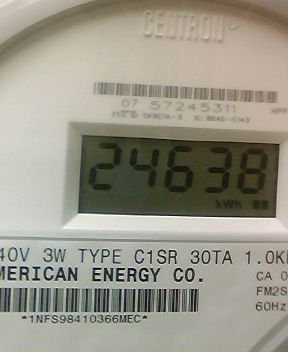 CENTRON®
07 57245311
24638
kWh
40V 3W TYPE C1SR 30TA 1.0K
MERICAN ENERGY CO.
CA 0
FM2S
60Hz
*1NFS98410366MEC*